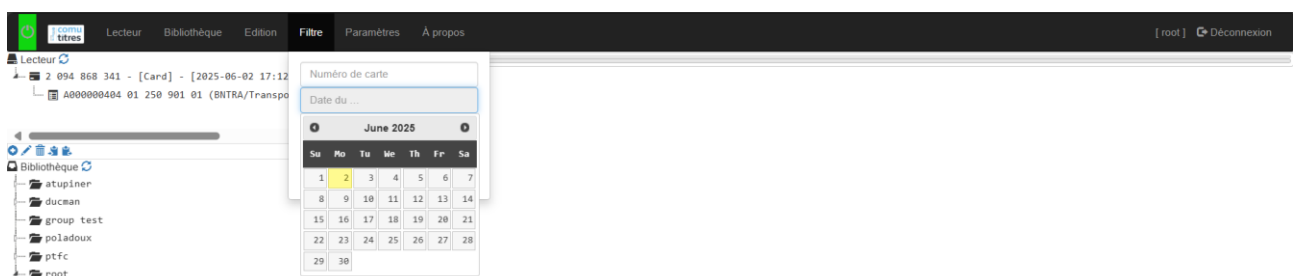 comu
titres
Lecteur Bibliothèque Edition Filtre Paramètres À propos [ root ] Déconnexion
Lecteur
2 094 868 341 - [Card] - [2025-06-02 17:12
A000000404 01 250 901 01 (BNTRA/Transpo
Numéro de carte
Date du ...
June 2025
Su Mo Tu We Th Fr Sa
1 2 3 4 5 6 7
8 9 10 11 12 13 14
15 16 17 18 19 20 21
22 23 24 25 26 27 28
29 30
Bibliothèque
atupiner
ducman
group test
poladoux
ptfc
root